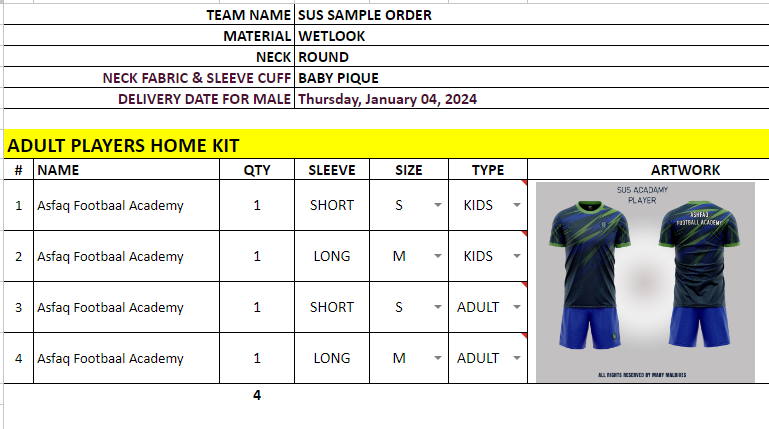 TEAM NAME SUS SAMPLE ORDER
MATERIAL WETLOOK
NECK ROUND
NECK FABRIC & SLEEVE CUFF BABY PIQUE
DELIVERY DATE FOR MALE Thursday, January 04, 2024
ADULT PLAYERS HOME KIT
# NAME QTY SLEEVE SIZE TYPE ARTWORK
1 Asfaq Footbaal Academy 1 SHORT S KIDS
2 Asfaq Footbaal Academy 1 LONG M KIDS
3 Asfaq Footbaal Academy 1 SHORT S ADULT
4 Asfaq Footbaal Academy 1 LONG M ADULT
4
SUS ACADAMY
PLAYER
ASHFAQ
FOOTBALL ACADEMY
ALL RIGHTS RESERVED BY MABY MALDIVES